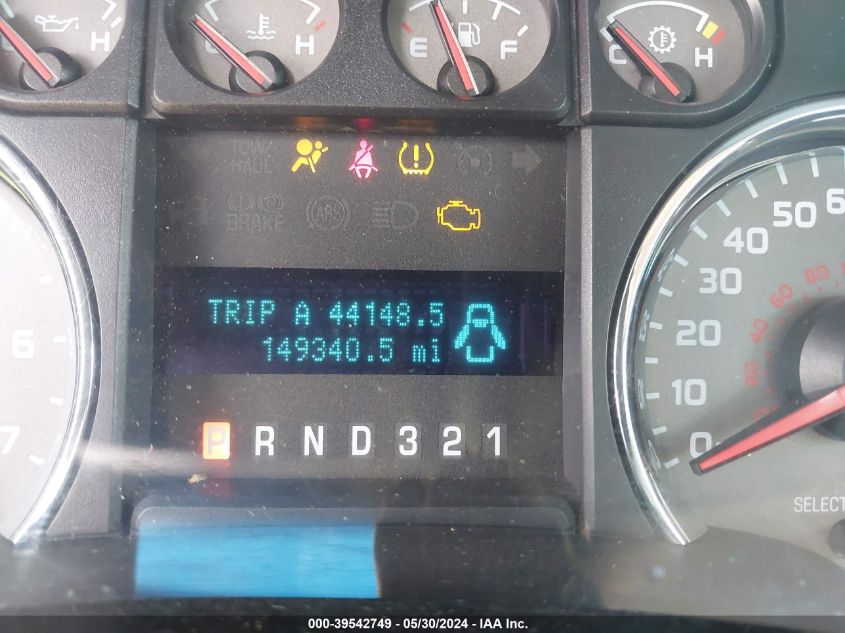 H H E F C H
TOW/
HAUL
BRAKE ABS
TRIP A 44148.5
149340.5 mi
P R N D 3 2 1
6
7
0 10 20 30 40 50 6
SELECT
000-39542749 - 05/30/2024 - IAA Inc.